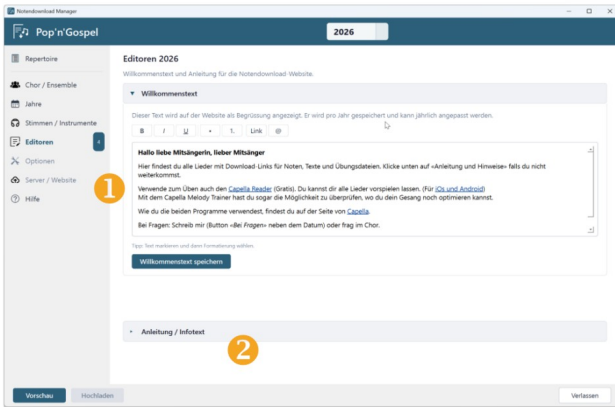 Notendownload Manager
Pop'n'Gospel
2026
Repertoire
Chor / Ensemble
Jahre
Stimmen / Instrumente
Editoren
Optionen
Server / Website
Hilfe
Editoren 2026
Willkommenstext und Anleitung für die Notendownload-Website.
Willkommenstext
Dieser Text wird auf der Website als Begrüssung angezeigt. Er wird pro Jahr gespeichert und kann jährlich angepasst werden.
B I U • 1. Link @
Hallo liebe Mitsängerin, lieber Mitsänger
Hier findest du alle Lieder mit Download-Links für Noten, Texte und Übungsdateien. Klicke unten auf «Anleitung und Hinweise» falls du nicht
weiterkommst.
Verwende zum Üben auch den Capella Reader (Gratis). Du kannst dir alle Lieder vorspielen lassen. (Für iOs und Android)
Mit dem Capella Melody Trainer hast du sogar die Möglichkeit zu überprüfen, wo du dein Gesang noch optimieren kannst.
Wie du die beiden Programme verwendest, findest du auf der Seite von Capella.
Bei Fragen: Schreib mir (Button «Bei Fragen» neben dem Datum) oder frag im Chor.
Tipp: Text markieren und dann Formatierung wählen.
Willkommenstext speichern
1
Anleitung / Infotext
2
Vorschau
Hochladen
Verlassen